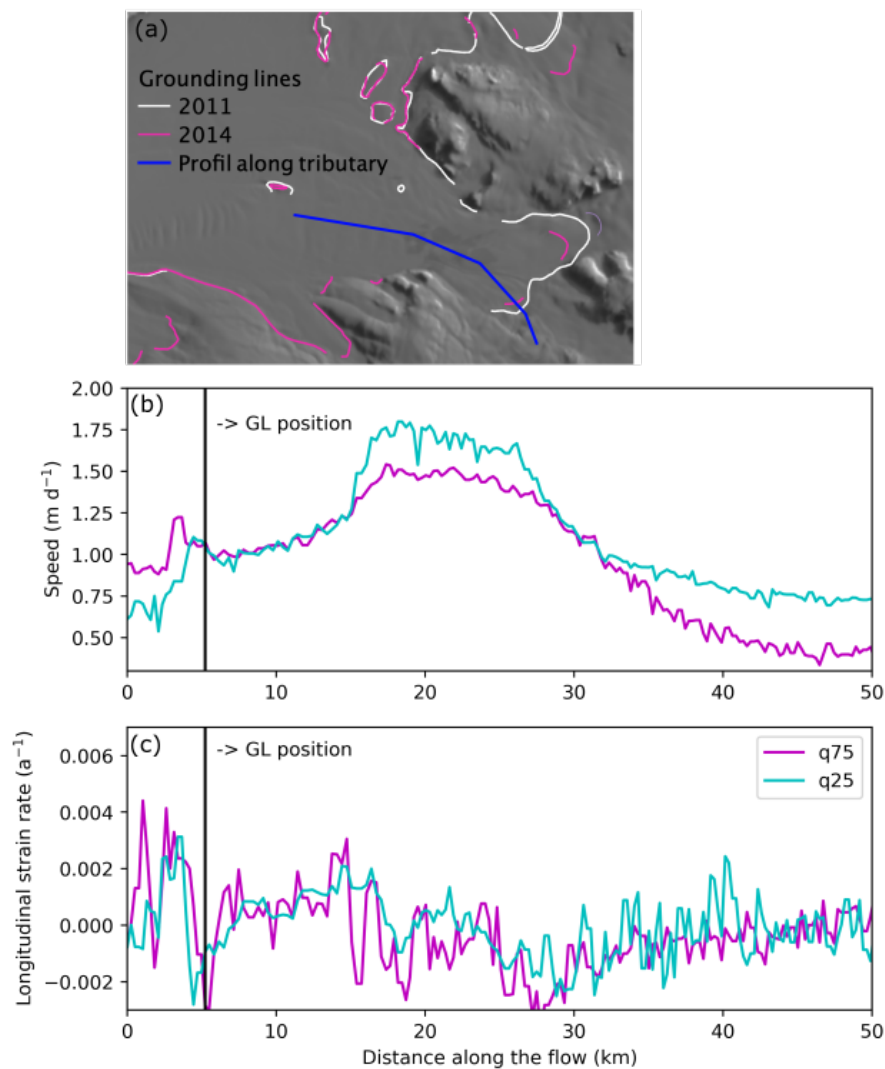 (a)
Grounding lines
2011
2014
Profil along tributary
(b)
-> GL position
Speed (m d⁻¹)
2.00
1.75
1.50
1.25
1.00
0.75
0.50
0 10 20 30 40 50
(c)
-> GL position
q75
q25
Longitudinal strain rate (a⁻¹)
0.006
0.004
0.002
0.000
−0.002
0 10 20 30 40 50
Distance along the flow (km)